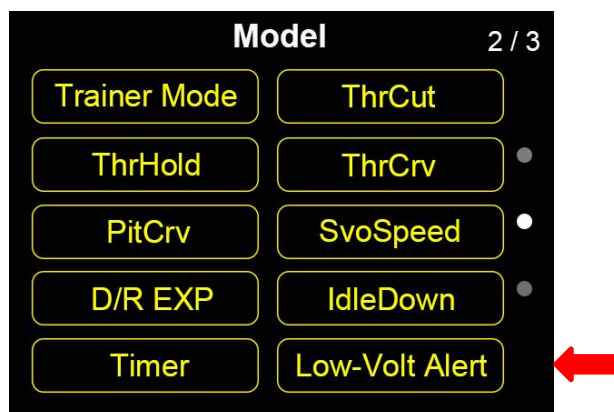 Model 2 / 3
Trainer Mode ThrCut
ThrHold ThrCrv
PitCrv SvoSpeed
D/R EXP IdleDown
Timer Low-Volt Alert